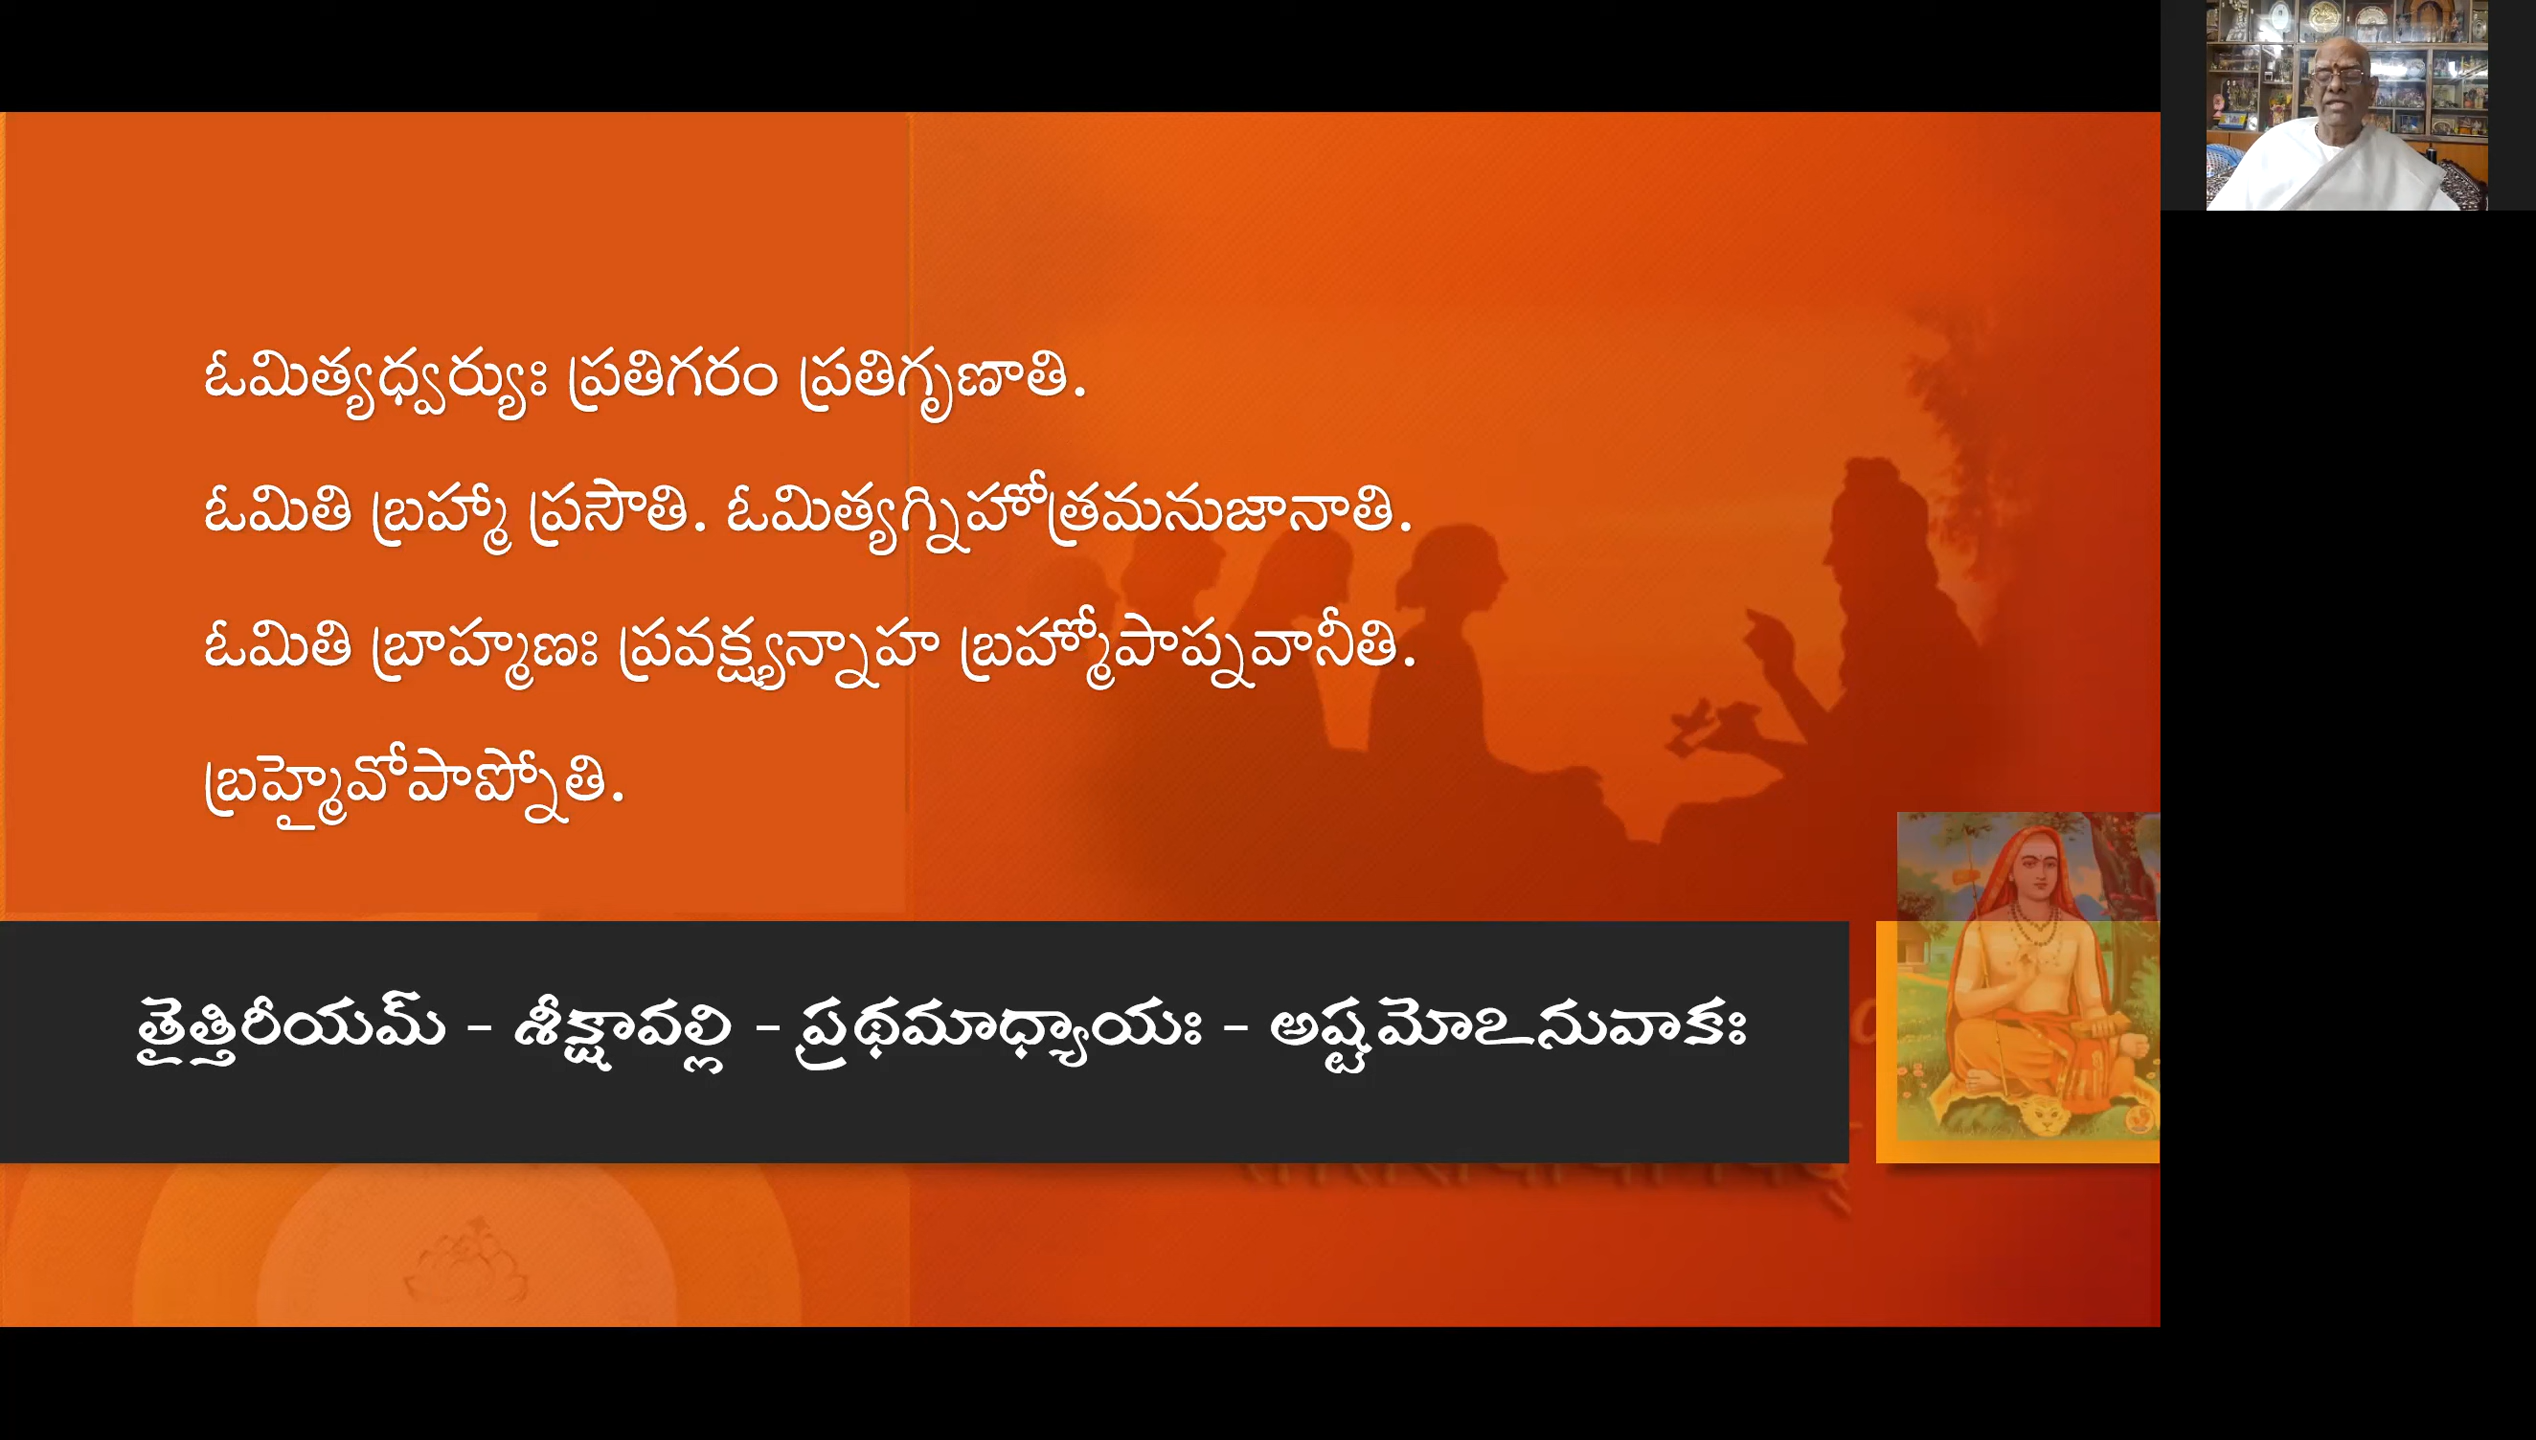 ఓమిత్యధ్వర్యుః ప్రతిగరం ప్రతిగృణాతి.
ఓమితి బ్రహ్మా ప్రసౌతి. ఓమిత్యగ్నిహోత్రమనుజానాతి.
ఓమితి బ్రాహ్మణః ప్రవక్ష్యన్నాహ బ్రహ్మోపాప్నవానీతి.
బ్రహ్మైవోపాప్నోతి.
తైత్తిరీయమ్ - శీక్షావల్లి - ప్రథమాధ్యాయః - అష్టమోఽనువాకః